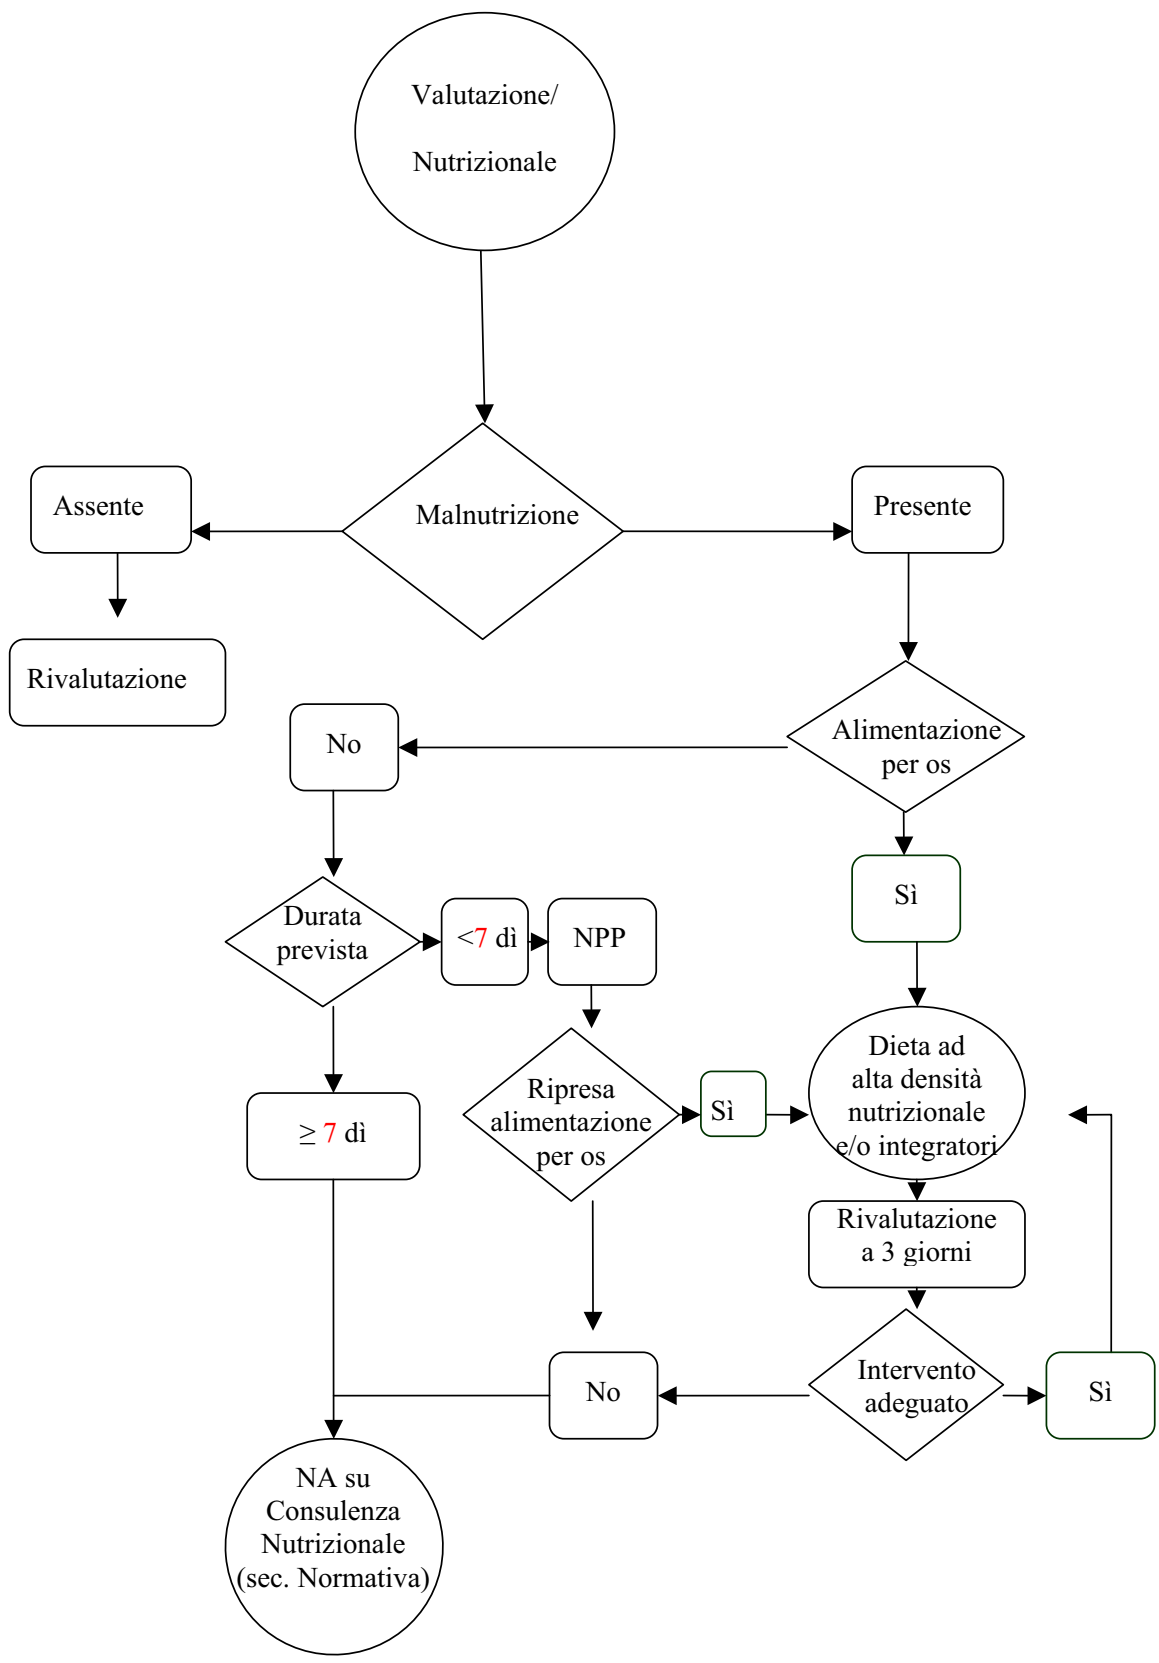 Valutazione/
Nutrizionale
Assente
Malnutrizione
Presente
Rivalutazione
No
Alimentazione
per os
Sì
Durata
prevista
<7 dì
NPP
≥ 7 dì
Ripresa
alimentazione
per os
Sì
Dieta ad
alta densità
nutrizionale
e/o integratori
Rivalutazione
a 3 giorni
No
Intervento
adeguato
Sì
NA su
Consulenza
Nutrizionale
(sec. Normativa)